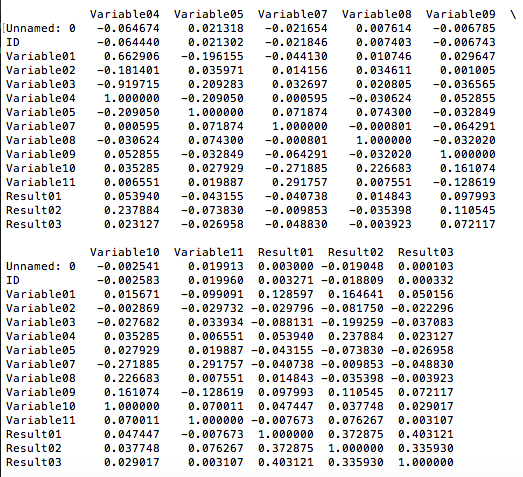 Variable04 Variable05 Variable07 Variable08 Variable09 \
Unnamed: 0 -0.064674 0.021318 -0.021654 0.007614 -0.006785
ID -0.064440 0.021302 -0.021846 0.007403 -0.006743
Variable01 0.662906 -0.196155 -0.044130 0.010746 0.029647
Variable02 -0.181401 0.035971 0.014156 0.034611 0.001005
Variable03 -0.919715 0.209283 0.032697 0.020805 -0.036565
Variable04 1.000000 -0.209050 0.000595 -0.030624 0.052855
Variable05 -0.209050 1.000000 0.071874 0.074300 -0.032849
Variable07 0.000595 0.071874 1.000000 -0.000801 -0.064291
Variable08 -0.030624 0.074300 -0.000801 1.000000 -0.032020
Variable09 0.052855 -0.032849 -0.064291 -0.032020 1.000000
Variable10 0.035285 0.027929 -0.271885 0.226683 0.161074
Variable11 0.006551 0.019887 0.291757 0.007551 -0.128619
Result01 0.053940 -0.043155 -0.040738 0.014843 0.097993
Result02 0.237884 -0.073830 -0.009853 -0.035398 0.110545
Result03 0.023127 -0.026958 -0.048830 -0.003923 0.072117
Variable10 Variable11 Result01 Result02 Result03
Unnamed: 0 -0.002541 0.019913 0.003000 -0.019048 0.000103
ID -0.002583 0.019960 0.003271 -0.018809 0.000332
Variable01 0.015671 -0.099091 0.128597 0.164641 0.050156
Variable02 -0.002869 -0.029732 -0.029796 -0.081750 -0.022296
Variable03 -0.027682 0.033934 -0.088131 -0.199259 -0.037083
Variable04 0.035285 0.006551 0.053940 0.237884 0.023127
Variable05 0.027929 0.019887 -0.043155 -0.073830 -0.026958
Variable07 -0.271885 0.291757 -0.040738 -0.009853 -0.048830
Variable08 0.226683 0.007551 0.014843 -0.035398 -0.003923
Variable09 0.161074 -0.128619 0.097993 0.110545 0.072117
Variable10 1.000000 0.070011 0.047447 0.037748 0.029017
Variable11 0.070011 1.000000 -0.007673 0.076267 0.003107
Result01 0.047447 -0.007673 1.000000 0.372875 0.403121
Result02 0.037748 0.076267 0.372875 1.000000 0.335930
Result03 0.029017 0.003107 0.403121 0.335930 1.000000